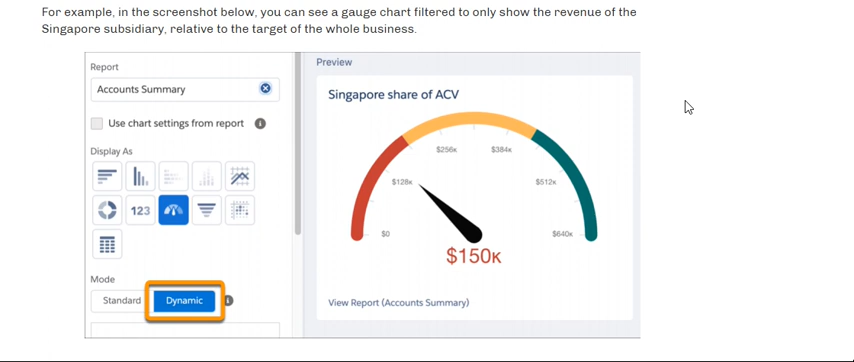 For example, in the screenshot below, you can see a gauge chart filtered to only show the revenue of the
Singapore subsidiary, relative to the target of the whole business.
Report
Accounts Summary
Use chart settings from report
Display As
123
Mode
Standard
Dynamic
Preview
Singapore share of ACV
$0
$128K
$256K
$384K
$512K
$640K
$150K
View Report (Accounts Summary)